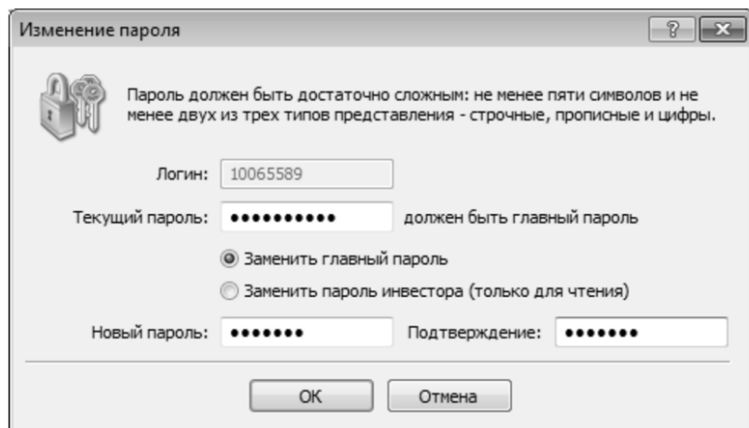 Изменение пароля
Пароль должен быть достаточно сложным: не менее пяти символов и не
менее двух из трех типов представления - строчные, прописные и цифры.
Логин: 10065589
Текущий пароль: ●●●●●●●●●● должен быть главный пароль
Заменить главный пароль
Заменить пароль инвестора (только для чтения)
Новый пароль: ●●●●●●● Подтверждение: ●●●●●●●
OK Отмена